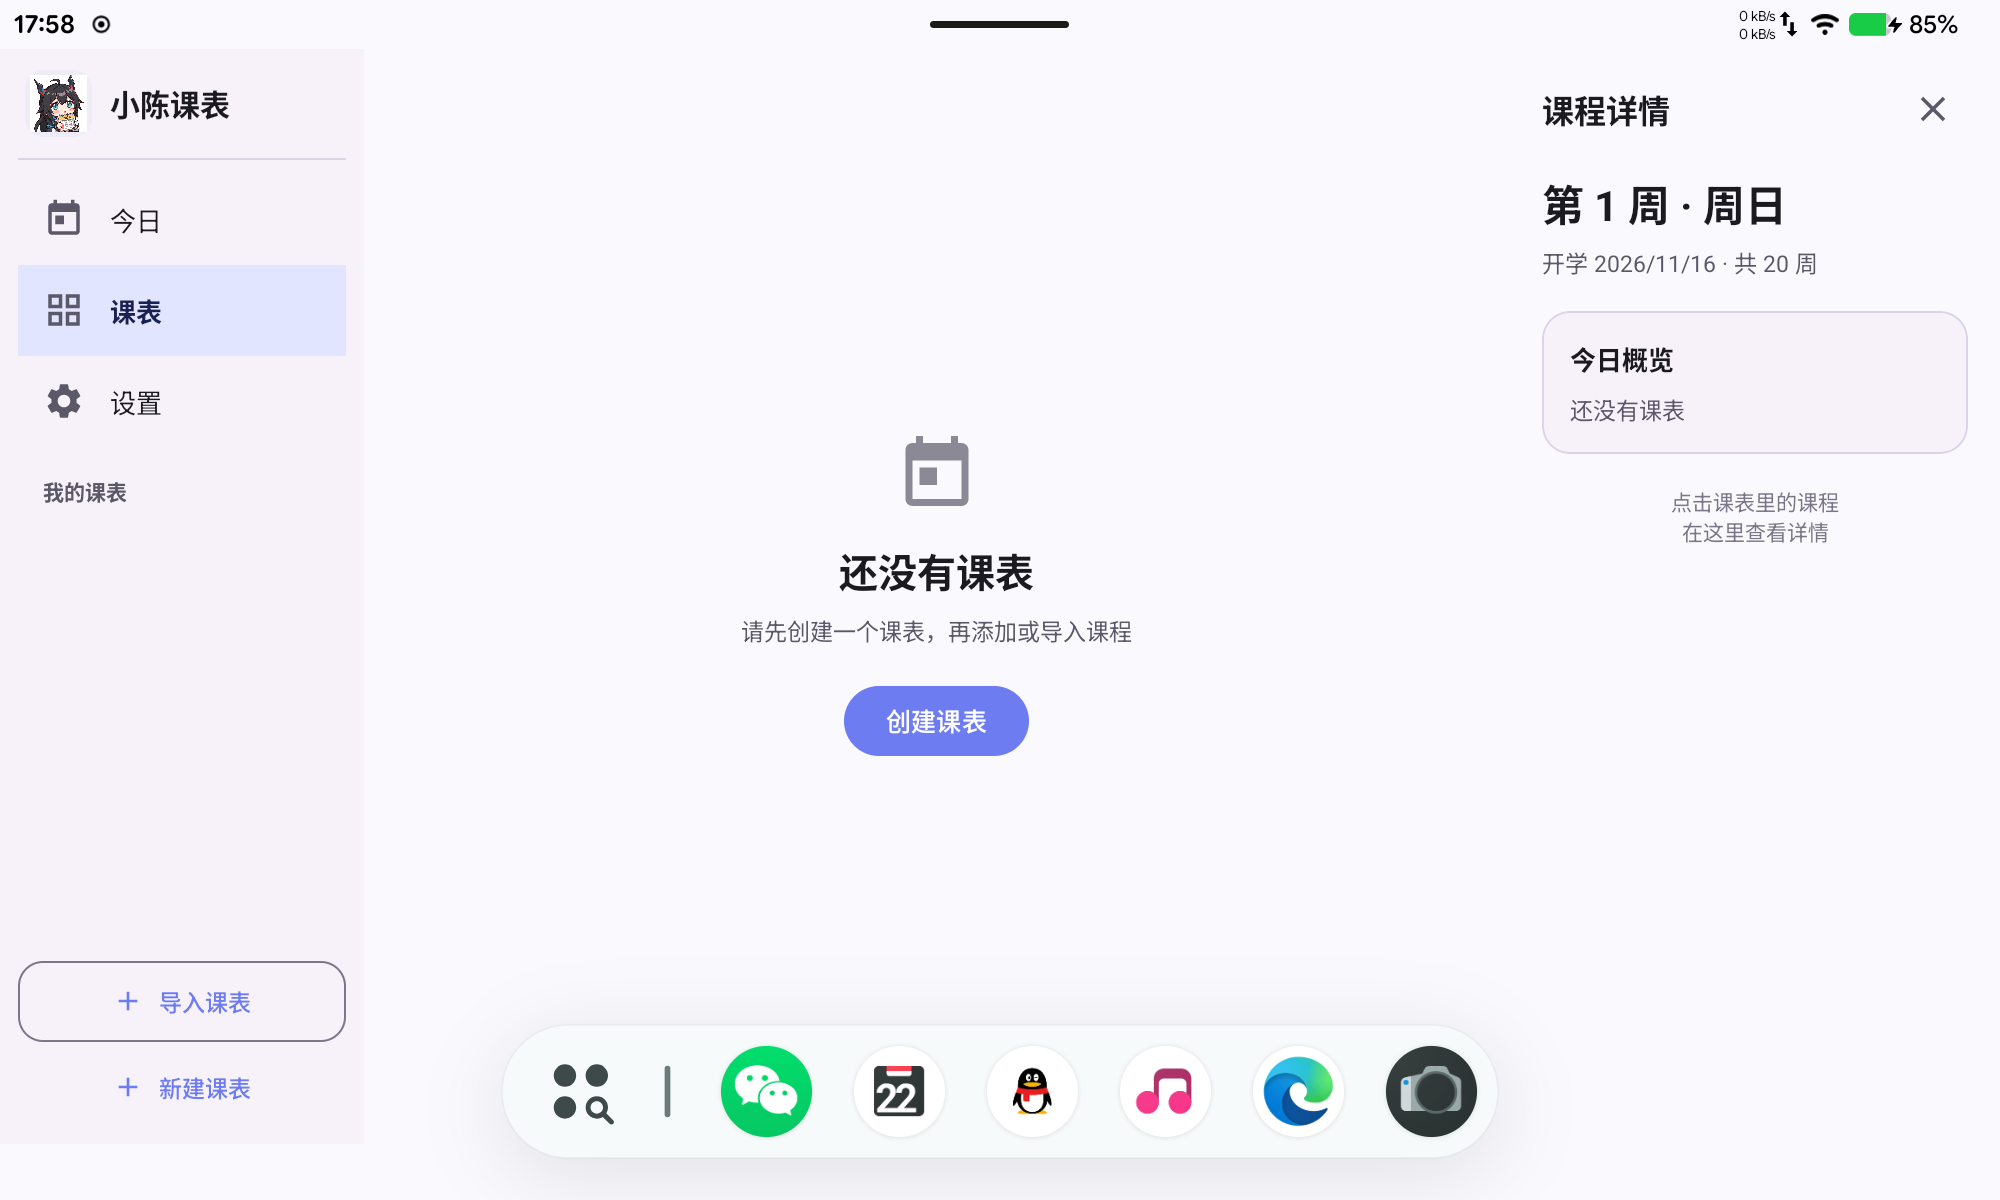 17:58
0 kB/s
0 kB/s
85%
小陈课表
今日
课表
设置
我的课表
导入课表
新建课表
还没有课表
请先创建一个课表，再添加或导入课程
创建课表
课程详情
第 1 周 · 周日
开学 2026/11/16 · 共 20 周
今日概览
还没有课表
点击课表里的课程
在这里查看详情
22